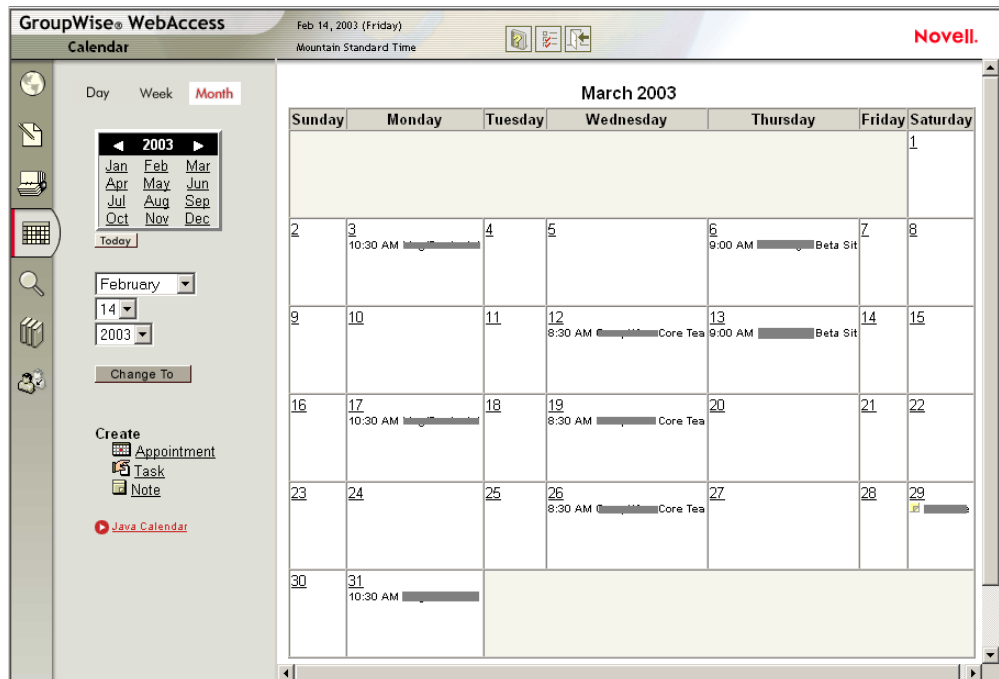 GroupWise® WebAccess
Calendar
Feb 14, 2003 (Friday)
Mountain Standard Time
Novell.
Day Week Month
2003
Jan Feb Mar
Apr May Jun
Jul Aug Sep
Oct Nov Dec
Today
February
14
2003
Change To
Create
Appointment
Task
Note
Java Calendar
March 2003
Sunday Monday Tuesday Wednesday Thursday Friday Saturday
1
2 3 4 5 6 7 8
10:30 AM 9:00 AM Beta Sit
9 10 11 12 13 14 15
8:30 AM Core Tea 9:00 AM Beta Sit
16 17 18 19 20 21 22
10:30 AM 8:30 AM Core Tea
23 24 25 26 27 28 29
8:30 AM Core Tea
30 31
10:30 AM